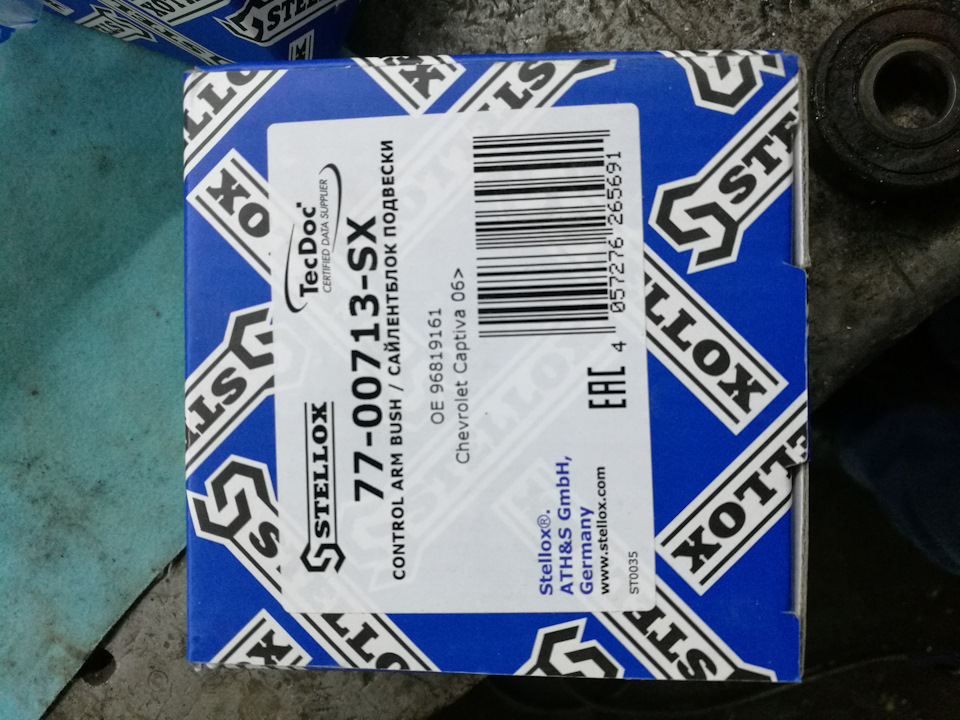 STELLOX
TecDoc
CERTIFIED DATA SUPPLIER
77-00713-SX
CONTROL ARM BUSH / САЙЛЕНТБЛОК ПОДВЕСКИ
OE 96819161
Chevrolet Captiva 06>
Stellox®.
ATH&S GmbH,
Germany
www.stellox.com
ST0035
EAC
4 057276 265691
STELLOX